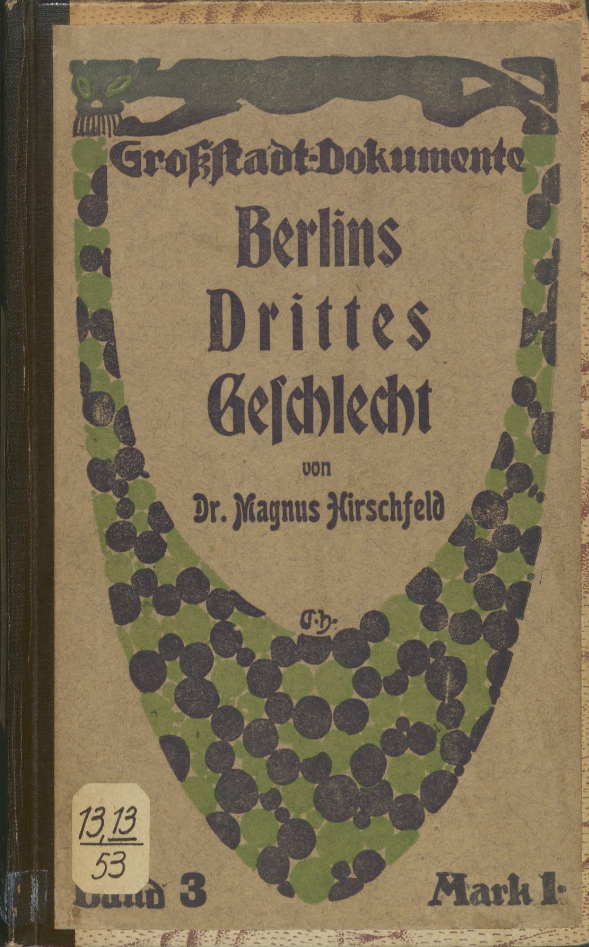 Großstadt-Dokumente
Berlins
Drittes
Geſchlecht
von
Dr. Magnus Hirschfeld
C.H.
13,13
53
Band 3
Mark 1: